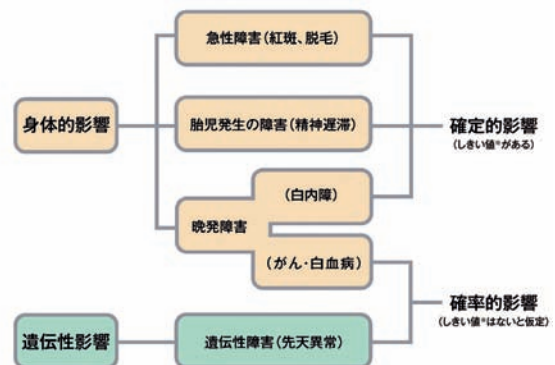 急性障害(紅斑、脱毛)
身体的影響
胎児発生の障害(精神遅滞)
確定的影響
(しきい値*がある)
(白内障)
晩発障害
(がん・白血病)
確率的影響
(しきい値*はないと仮定)
遺伝性影響
遺伝性障害(先天異常)